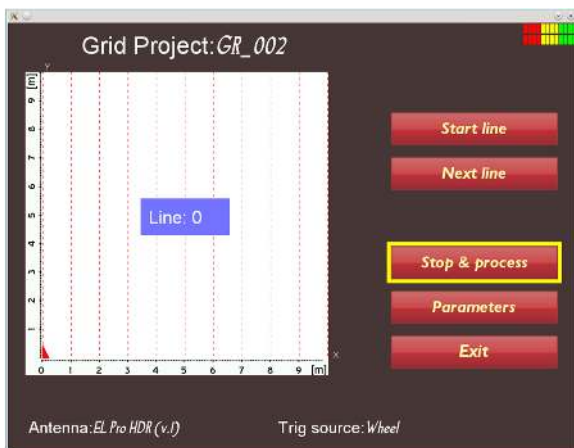 Grid Project:GR_002
Y
[m]
9
8
7
6
5
4
3
2
1
Line: 0
X
0 1 2 3 4 5 6 7 8 9 [m]
Start line
Next line
Stop & process
Parameters
Exit
Antenna:EL Pro HDR (v.1)
Trig source:Wheel